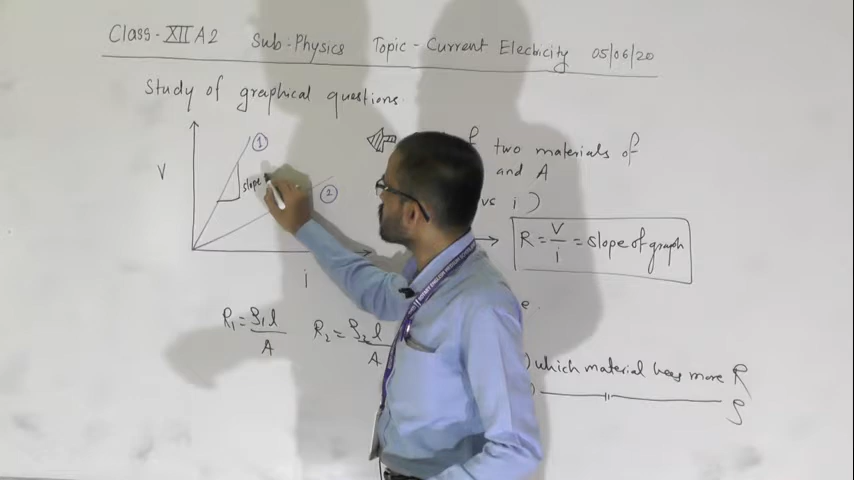 Class - XII A2 Sub : Physics Topic - Current Electricity 05/06/20
Study of graphical questions.
V
①
slope
②
i
two materials of
and A
vs i )
R = V/i = slope of graph
e.
R₁ = ρ₁ l / A
R₂ = ρ₂ l / A
) which material has more R
) —————〃————— ρ